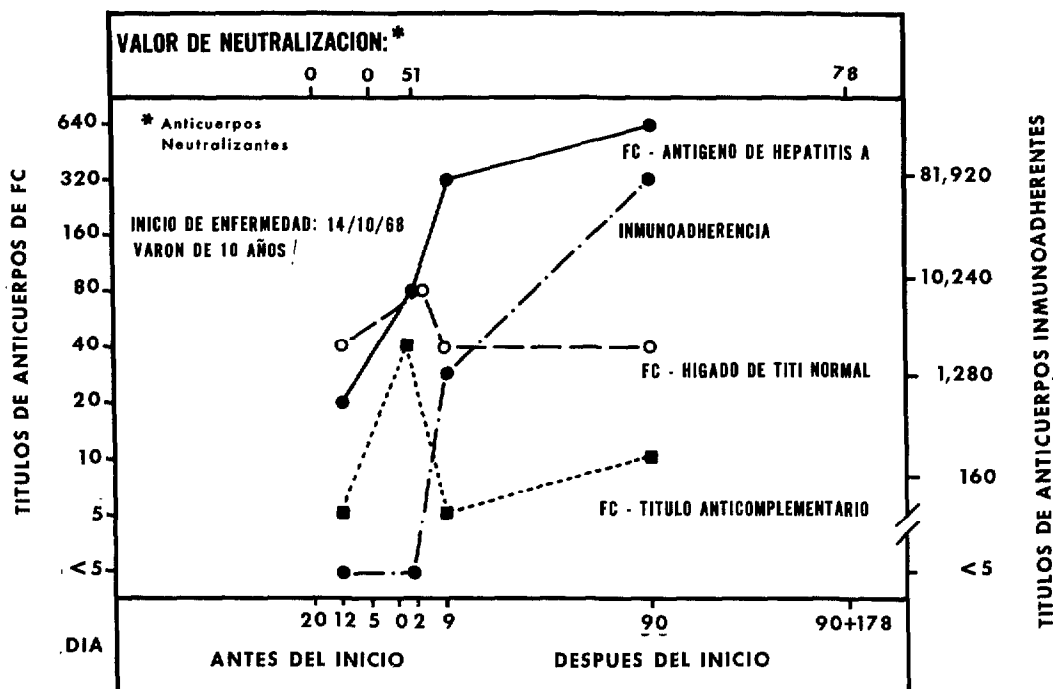 VALOR DE NEUTRALIZACION:*
0 0 51 78
* Anticuerpos
Neutralizantes
INICIO DE ENFERMEDAD: 14/10/68
VARON DE 10 AÑOS
FC - ANTIGENO DE HEPATITIS A
INMUNOADHERENCIA
FC - HIGADO DE TITI NORMAL
FC - TITULO ANTICOMPLEMENTARIO
TITULOS DE ANTICUERPOS DE FC
640
320
160
80
40
20
10
5
<5
81,920
10,240
1,280
160
<5
TITULOS DE ANTICUERPOS INMUNOADHERENTES
20 12 5 0 2 9 90 90+178
DIA
ANTES DEL INICIO DESPUES DEL INICIO